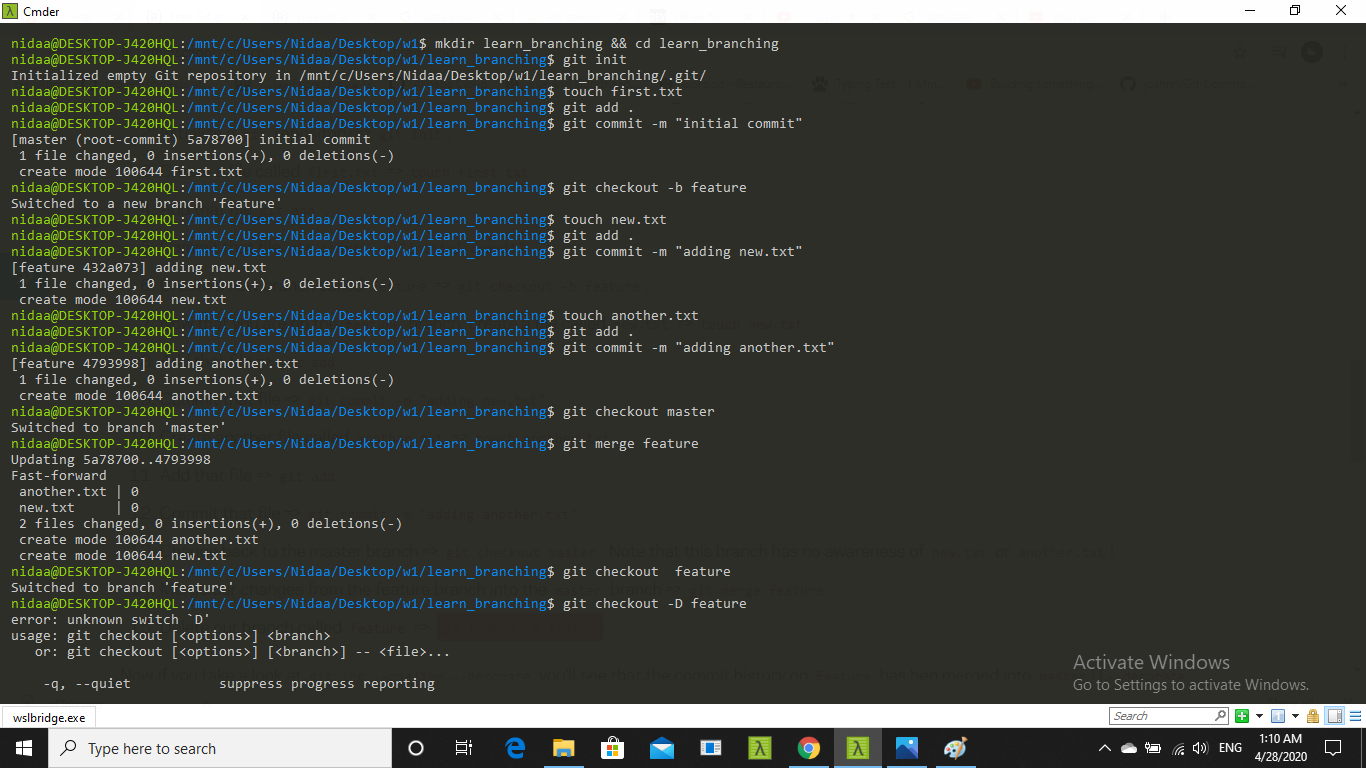 Cmder
nidaa@DESKTOP-J420HQL:/mnt/c/Users/Nidaa/Desktop/w1$ mkdir learn_branching && cd learn_branching
nidaa@DESKTOP-J420HQL:/mnt/c/Users/Nidaa/Desktop/w1/learn_branching$ git init
Initialized empty Git repository in /mnt/c/Users/Nidaa/Desktop/w1/learn_branching/.git/
nidaa@DESKTOP-J420HQL:/mnt/c/Users/Nidaa/Desktop/w1/learn_branching$ touch first.txt
nidaa@DESKTOP-J420HQL:/mnt/c/Users/Nidaa/Desktop/w1/learn_branching$ git add .
nidaa@DESKTOP-J420HQL:/mnt/c/Users/Nidaa/Desktop/w1/learn_branching$ git commit -m "initial commit"
[master (root-commit) 5a78700] initial commit
 1 file changed, 0 insertions(+), 0 deletions(-)
 create mode 100644 first.txt
nidaa@DESKTOP-J420HQL:/mnt/c/Users/Nidaa/Desktop/w1/learn_branching$ git checkout -b feature
Switched to a new branch 'feature'
nidaa@DESKTOP-J420HQL:/mnt/c/Users/Nidaa/Desktop/w1/learn_branching$ touch new.txt
nidaa@DESKTOP-J420HQL:/mnt/c/Users/Nidaa/Desktop/w1/learn_branching$ git add .
nidaa@DESKTOP-J420HQL:/mnt/c/Users/Nidaa/Desktop/w1/learn_branching$ git commit -m "adding new.txt"
[feature 432a073] adding new.txt
 1 file changed, 0 insertions(+), 0 deletions(-)
 create mode 100644 new.txt
nidaa@DESKTOP-J420HQL:/mnt/c/Users/Nidaa/Desktop/w1/learn_branching$ touch another.txt
nidaa@DESKTOP-J420HQL:/mnt/c/Users/Nidaa/Desktop/w1/learn_branching$ git add .
nidaa@DESKTOP-J420HQL:/mnt/c/Users/Nidaa/Desktop/w1/learn_branching$ git commit -m "adding another.txt"
[feature 4793998] adding another.txt
 1 file changed, 0 insertions(+), 0 deletions(-)
 create mode 100644 another.txt
nidaa@DESKTOP-J420HQL:/mnt/c/Users/Nidaa/Desktop/w1/learn_branching$ git checkout master
Switched to branch 'master'
nidaa@DESKTOP-J420HQL:/mnt/c/Users/Nidaa/Desktop/w1/learn_branching$ git merge feature
Updating 5a78700..4793998
Fast-forward
 another.txt | 0
 new.txt     | 0
 2 files changed, 0 insertions(+), 0 deletions(-)
 create mode 100644 another.txt
 create mode 100644 new.txt
nidaa@DESKTOP-J420HQL:/mnt/c/Users/Nidaa/Desktop/w1/learn_branching$ git checkout  feature
Switched to branch 'feature'
nidaa@DESKTOP-J420HQL:/mnt/c/Users/Nidaa/Desktop/w1/learn_branching$ git checkout -D feature
error: unknown switch `D'
usage: git checkout [<options>] <branch>
   or: git checkout [<options>] [<branch>] -- <file>...
    -q, --quiet           suppress progress reporting
Activate Windows
Go to Settings to activate Windows.
wslbridge.exe
Search
Type here to search
ENG
1:10 AM
4/28/2020